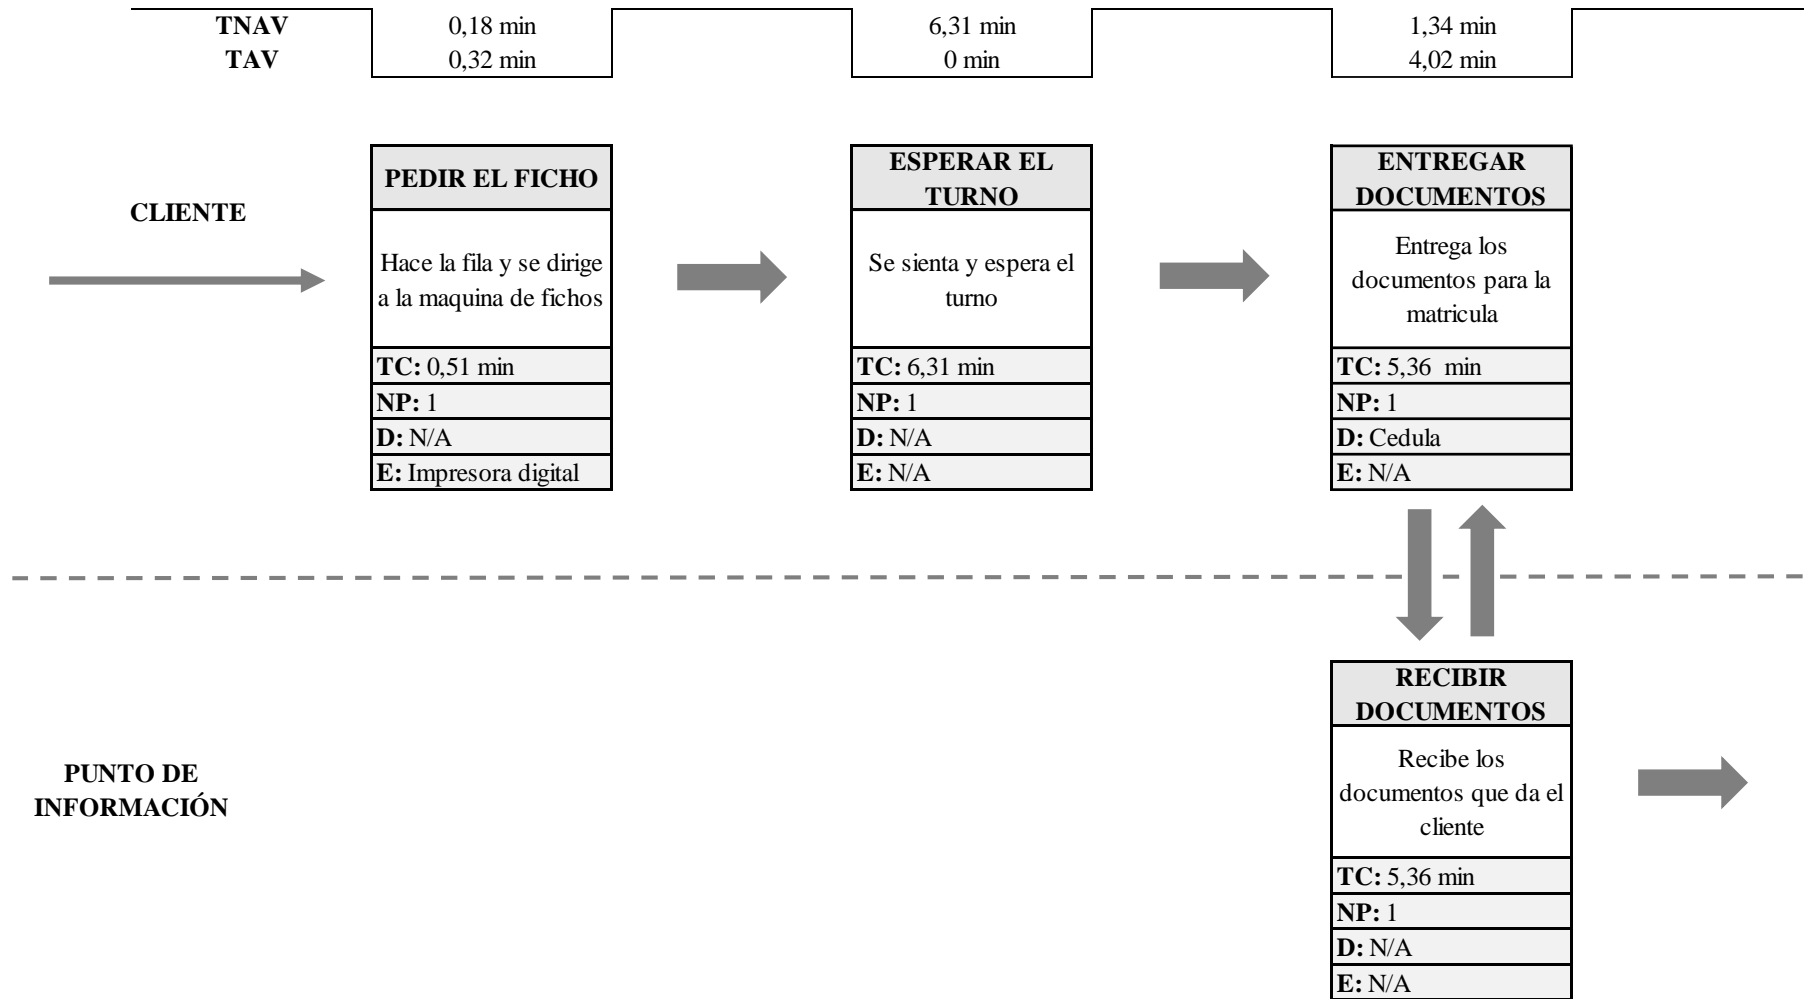 TNAV 0,18 min 6,31 min 1,34 min
TAV 0,32 min 0 min 4,02 min
CLIENTE
PEDIR EL FICHO
Hace la fila y se dirige
a la maquina de fichos
TC: 0,51 min
NP: 1
D: N/A
E: Impresora digital
ESPERAR EL
TURNO
Se sienta y espera el
turno
TC: 6,31 min
NP: 1
D: N/A
E: N/A
ENTREGAR
DOCUMENTOS
Entrega los
documentos para la
matricula
TC: 5,36 min
NP: 1
D: Cedula
E: N/A
PUNTO DE
INFORMACIÓN
RECIBIR
DOCUMENTOS
Recibe los
documentos que da el
cliente
TC: 5,36 min
NP: 1
D: N/A
E: N/A